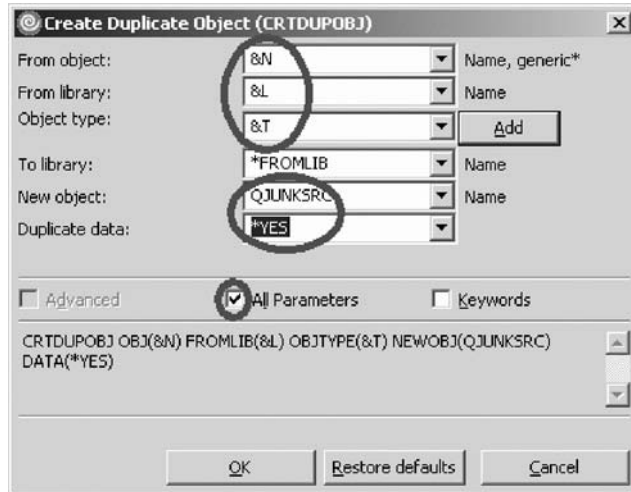 Create Duplicate Object (CRTDUPOBJ)
From object: &N Name, generic*
From library: &L Name
Object type: &T Add
To library: *FROMLIB Name
New object: QJUNKSRC Name
Duplicate data: *YES
Advanced All Parameters Keywords
CRTDUPOBJ OBJ(&N) FROMLIB(&L) OBJTYPE(&T) NEWOBJ(QJUNKSRC)
DATA(*YES)
OK Restore defaults Cancel